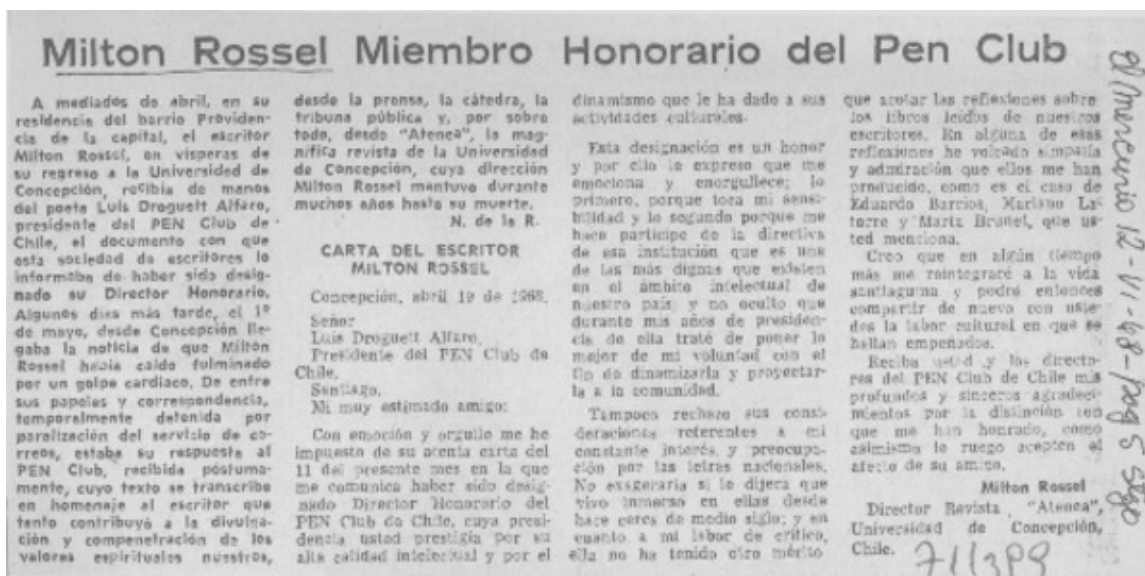 Milton Rossel Miembro Honorario del Pen Club
A mediados de abril, en su
residencia del barrio Providen-
cia de la capital, el escritor
Milton Rossel, en vísperas de
su regreso a la Universidad de
Concepción, recibía de manos
del poeta Luis Droguett Alfaro,
presidente del PEN Club de
Chile, el documento con que
esta sociedad de escritores lo
informaba de haber sido desig-
nado su Director Honorario.
Algunos días más tarde, el 1º
de mayo, desde Concepción lle-
gaba la noticia de que Milton
Rossel había caído fulminado
por un golpe cardíaco. De entre
sus papeles y correspondencia,
temporalmente detenida por
paralización del servicio de co-
rreos, estaba su respuesta al
PEN Club, recibida póstuma-
mente, cuyo texto se transcribe
en homenaje al escritor que
tanto contribuyó a la divulga-
ción y compenetración de los
valores espirituales nuestros,
desde la prensa, la cátedra, la
tribuna pública y, por sobre
todo, desde "Atenea", la mag-
nífica revista de la Universidad
de Concepción, cuya dirección
Milton Rossel mantuvo durante
muchos años hasta su muerte.
N. de la R.
CARTA DEL ESCRITOR
MILTON ROSSEL
Concepción, abril 19 de 1968.
Señor
Luis Droguett Alfaro,
Presidente del PEN Club de
Chile.
Santiago.
Mi muy estimado amigo:
Con emoción y orgullo me he
impuesto de su atenta carta del
11 del presente mes en la que
me comunica haber sido desig-
nado Director Honorario del
PEN Club de Chile, cuya presi-
dencia usted prestigia por su
alta calidad intelectual y por el
dinamismo que le ha dado a sus
actividades culturales.
Esta designación es un honor
y por ello le expreso que me
emociona y enorgullece; lo
primero, porque toca mi sensi-
bilidad y lo segundo porque me
hace partícipe de la directiva
de esa institución que es una
de las más dignas que existen
en el ámbito intelectual de
nuestro país; y no oculto que
durante mis años de presiden-
cia de ella traté de poner lo
mejor de mi voluntad con el
fin de dinamizarla y proyectar-
la a la comunidad.
Tampoco rechazo sus consi-
deraciones referentes a mi
constante interés, y preocupa-
ción por las letras nacionales.
No exageraría si le dijera que
vivo inmerso en ellas desde
hace cerca de medio siglo; y en
cuanto a mi labor de crítico,
ella no ha tenido otro mérito
que acotar las reflexiones sobre
los libros leídos de nuestros
escritores. En alguna de esas
reflexiones he volcado simpatía
y admiración que ellos me han
producido, como es el caso de
Eduardo Barrios, Mariano La-
torre y Marta Brunet, que us-
ted menciona.
Creo que en algún tiempo
más me reintegraré a la vida
santiaguina y podré entonces
compartir de nuevo con uste-
des la labor cultural en que se
hallan empeñados.
Reciba usted y los directo-
res del PEN Club de Chile mis
profundos y sinceros agradeci-
mientos por la distinción con
que me han honrado, como
asimismo le ruego acepten el
afecto de su amigo,
Milton Rossel
Director Revista "Atenea",
Universidad de Concepción,
Chile.
El Mercurio 12-VI-68-pag 5 Stgo
711389